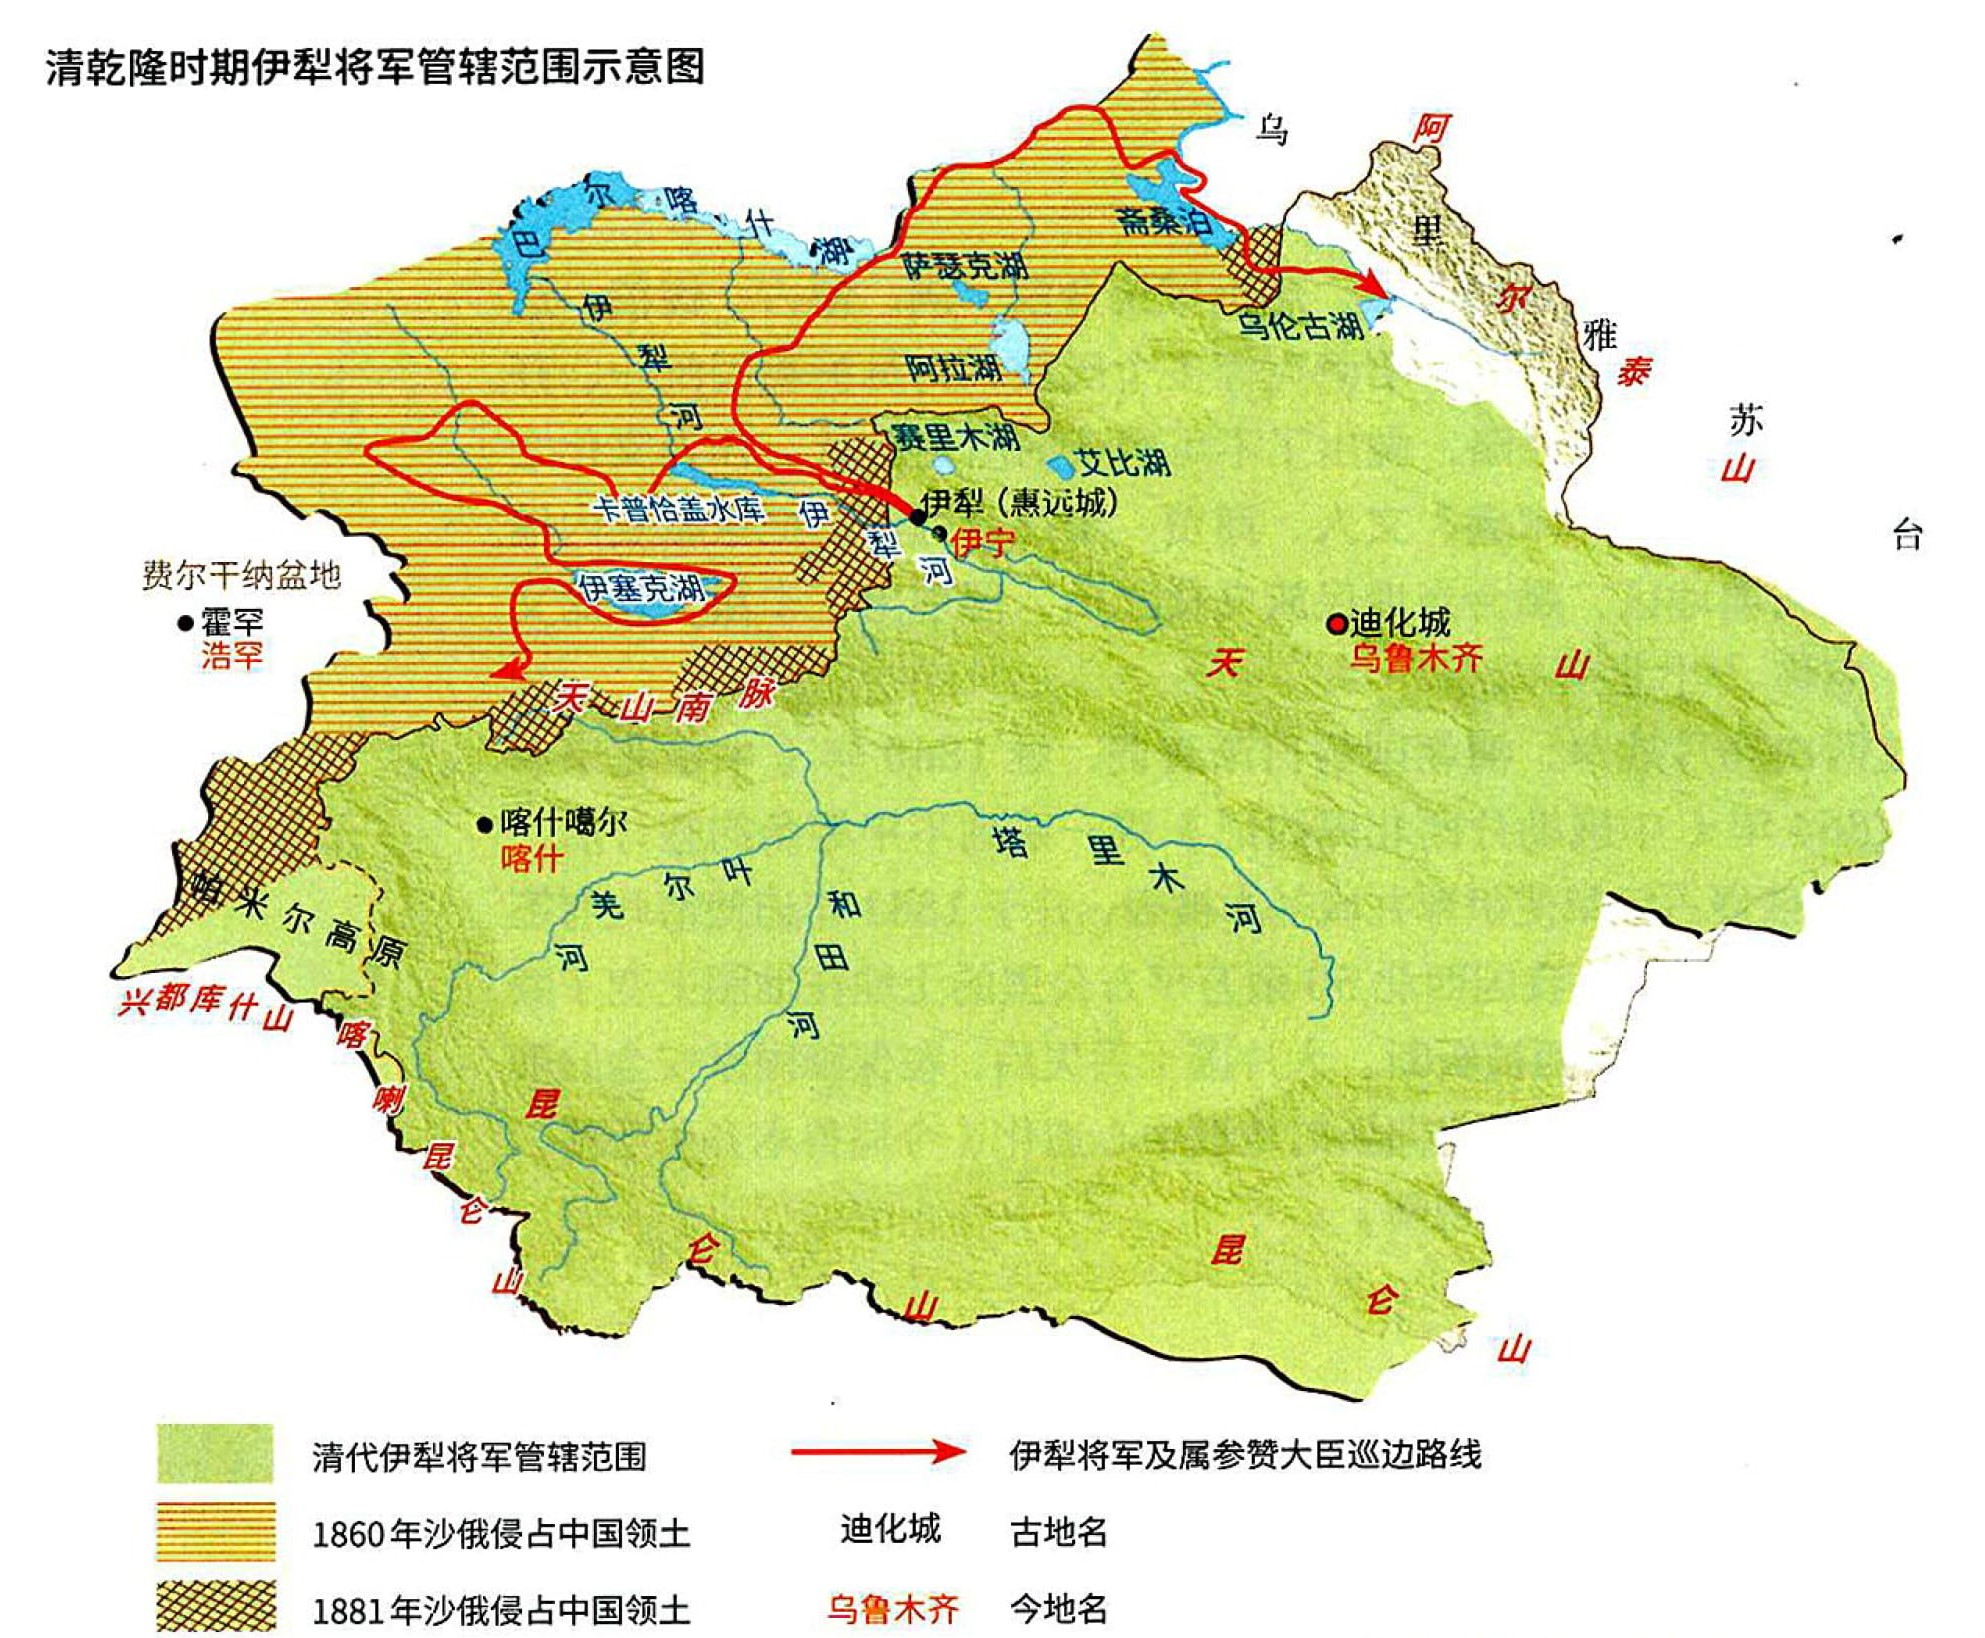 清乾隆时期伊犁将军管辖范围示意图
乌
里
雅
苏
台
阿
尔
泰
山
巴
尔
喀
什
湖
斋桑泊
萨瑟克湖
阿拉湖
乌伦古湖
伊
犁
河
赛里木湖
艾比湖
卡普恰盖水库
伊
犁
河
伊犁（惠远城）
伊宁
伊塞克湖
费尔干纳盆地
霍罕
浩罕
迪化城
乌鲁木齐
天
山
天山南脉
喀什噶尔
喀什
塔
里
木
河
叶
尔
羌
河
和
田
河
帕米尔高原
兴都库什山
喀
喇
昆
仑
山
昆
仑
山
昆
仑
山
清代伊犁将军管辖范围
1860年沙俄侵占中国领土
1881年沙俄侵占中国领土
伊犁将军及属参赞大臣巡边路线
迪化城 古地名
乌鲁木齐 今地名